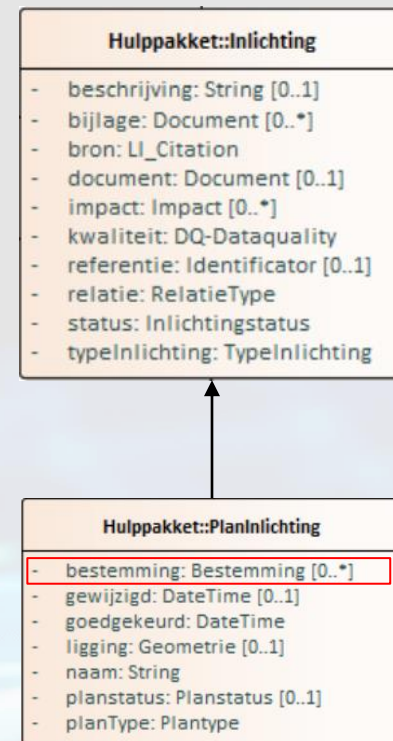 Hulppakket::Inlichting
- beschrijving: String [0..1]
- bijlage: Document [0..*]
- bron: LI_Citation
- document: Document [0..1]
- impact: Impact [0..*]
- kwaliteit: DQ-Dataquality
- referentie: Identificator [0..1]
- relatie: RelatieType
- status: Inlichtingstatus
- typeInlichting: TypeInlichting
Hulppakket::PlanInlichting
- bestemming: Bestemming [0..*]
- gewijzigd: DateTime [0..1]
- goedgekeurd: DateTime
- ligging: Geometrie [0..1]
- naam: String
- planstatus: Planstatus [0..1]
- planType: Plantype